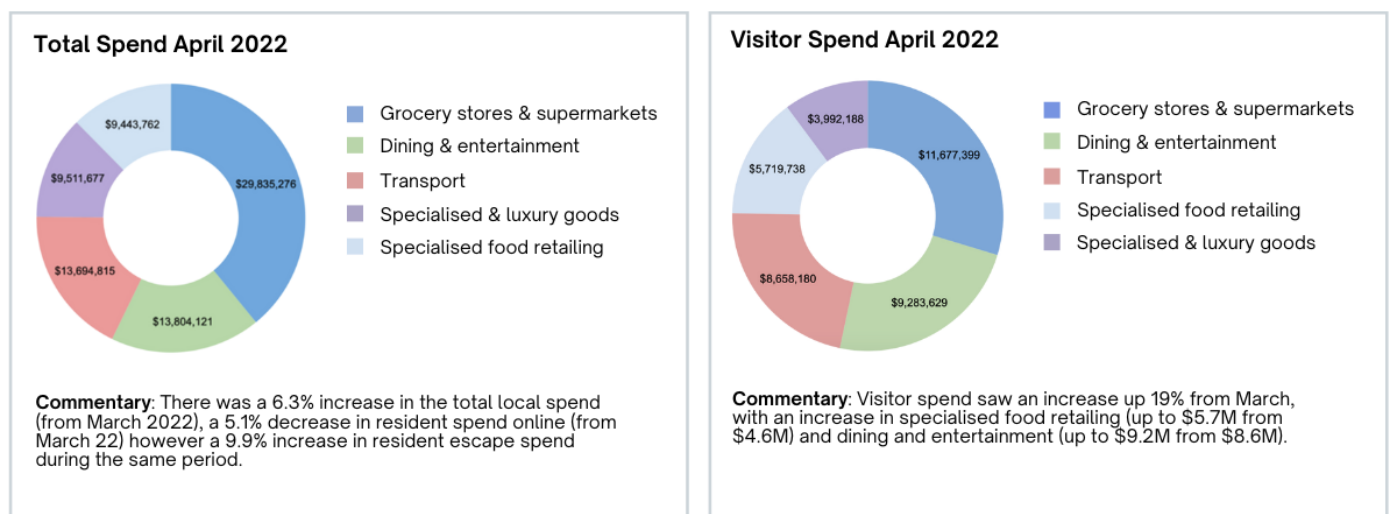 Total Spend April 2022
$9,443,762
$29,835,276
$9,511,677
$13,694,815
$13,804,121
Grocery stores & supermarkets
Dining & entertainment
Transport
Specialised & luxury goods
Specialised food retailing
Commentary: There was a 6.3% increase in the total local spend
(from March 2022), a 5.1% decrease in resident spend online (from
March 22) however a 9.9% increase in resident escape spend
during the same period.
Visitor Spend April 2022
$3,992,188
$11,677,399
$5,719,738
$8,658,180
$9,283,629
Grocery stores & supermarkets
Dining & entertainment
Transport
Specialised food retailing
Specialised & luxury goods
Commentary: Visitor spend saw an increase up 19% from March,
with an increase in specialised food retailing (up to $5.7M from
$4.6M) and dining and entertainment (up to $9.2M from $8.6M).